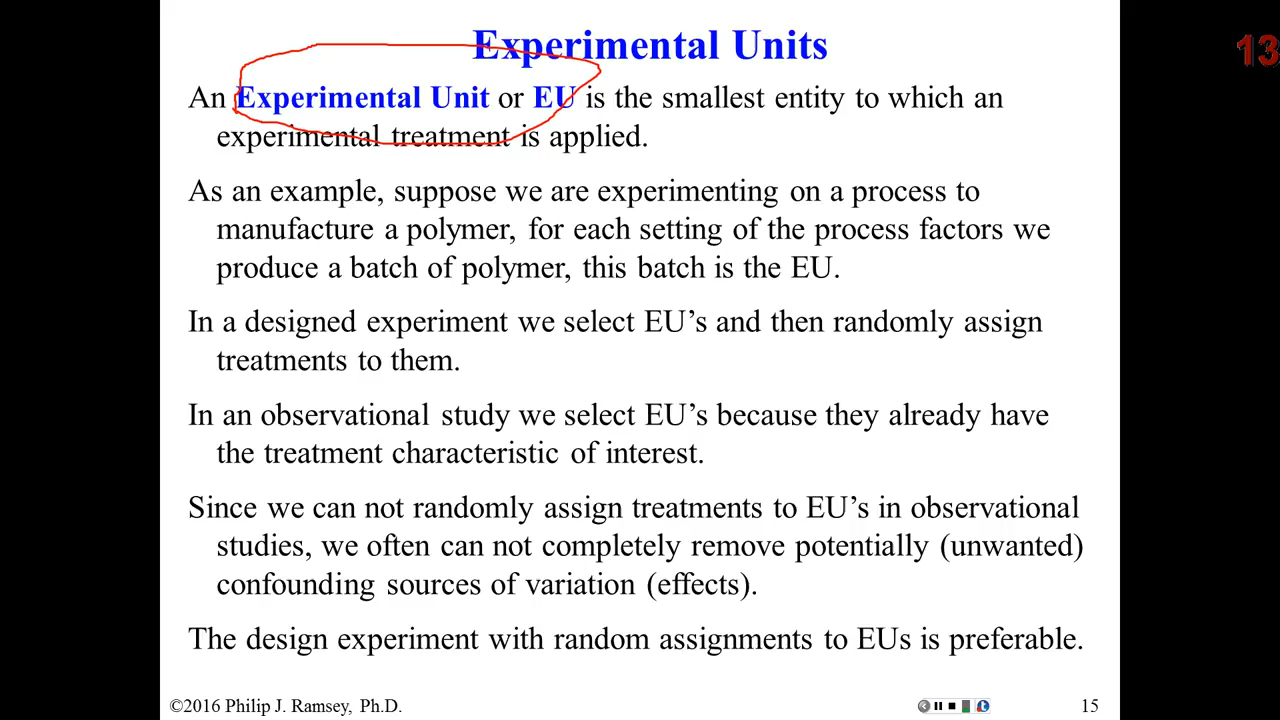 Experimental Units
13
An Experimental Unit or EU is the smallest entity to which an
experimental treatment is applied.
As an example, suppose we are experimenting on a process to
manufacture a polymer, for each setting of the process factors we
produce a batch of polymer, this batch is the EU.
In a designed experiment we select EU’s and then randomly assign
treatments to them.
In an observational study we select EU’s because they already have
the treatment characteristic of interest.
Since we can not randomly assign treatments to EU’s in observational
studies, we often can not completely remove potentially (unwanted)
confounding sources of variation (effects).
The design experiment with random assignments to EUs is preferable.
©2016 Philip J. Ramsey, Ph.D.
15